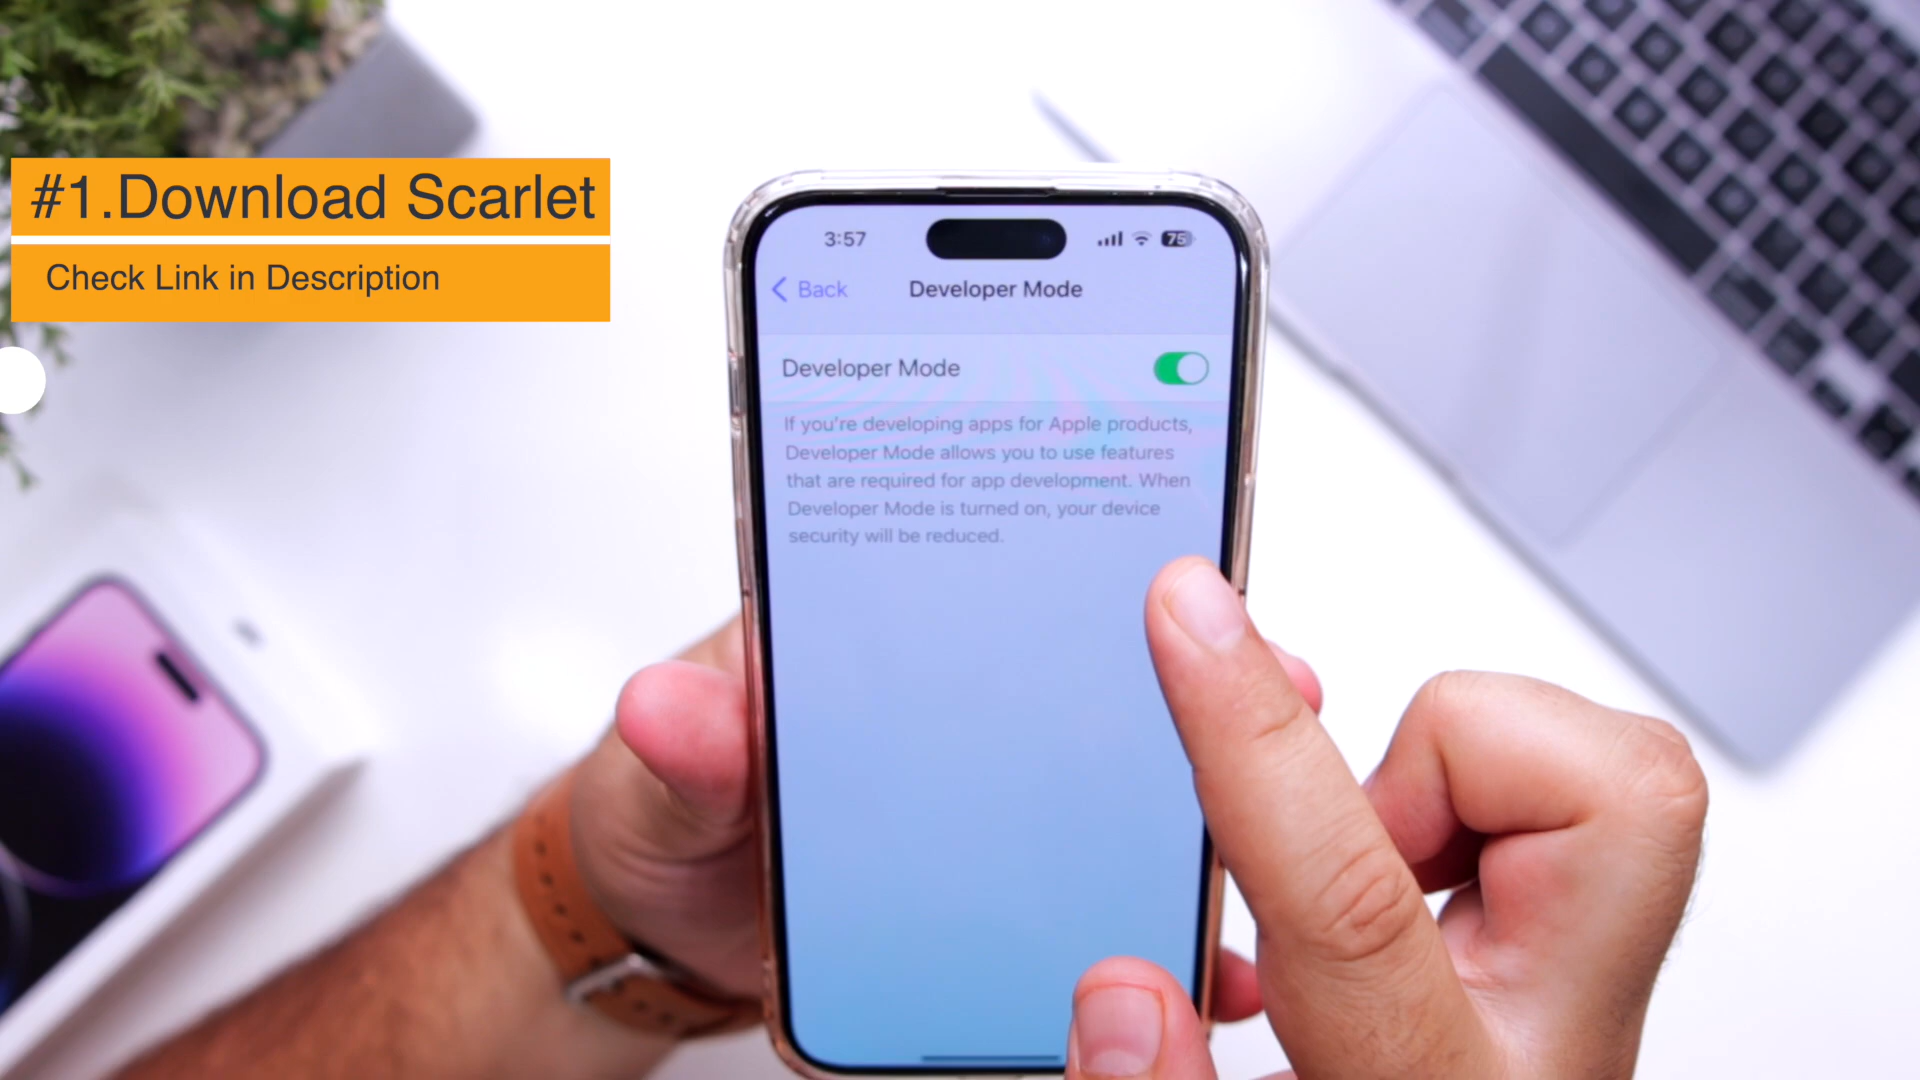 #1.Download Scarlet
Check Link in Description
3:57
75
Back
Developer Mode
Developer Mode
If you're developing apps for Apple products,
Developer Mode allows you to use features
that are required for app development. When
Developer Mode is turned on, your device
security will be reduced.